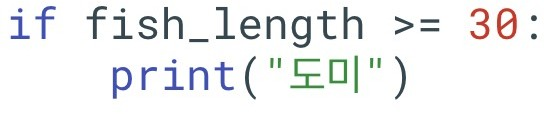 if fish_length >= 30:
    print("도미")